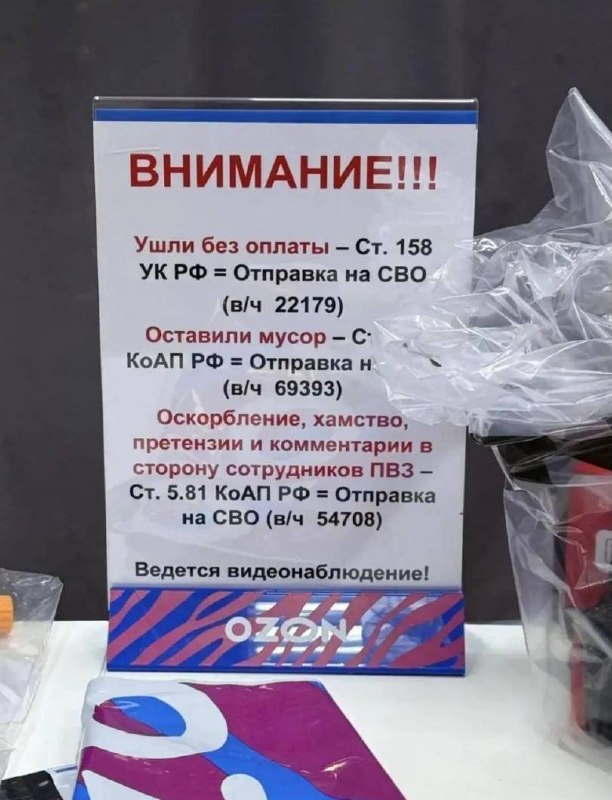 ВНИМАНИЕ!!!
Ушли без оплаты – Ст. 158
УК РФ = Отправка на СВО
(в/ч 22179)
Оставили мусор –
КоАП РФ = Отправка
(в/ч 69393)
Оскорбление, хамство,
претензии и комментарии в
сторону сотрудников ПВЗ –
Ст. 5.81 КоАП РФ = Отправка
на СВО (в/ч 54708)
Ведется видеонаблюдение!
OZON